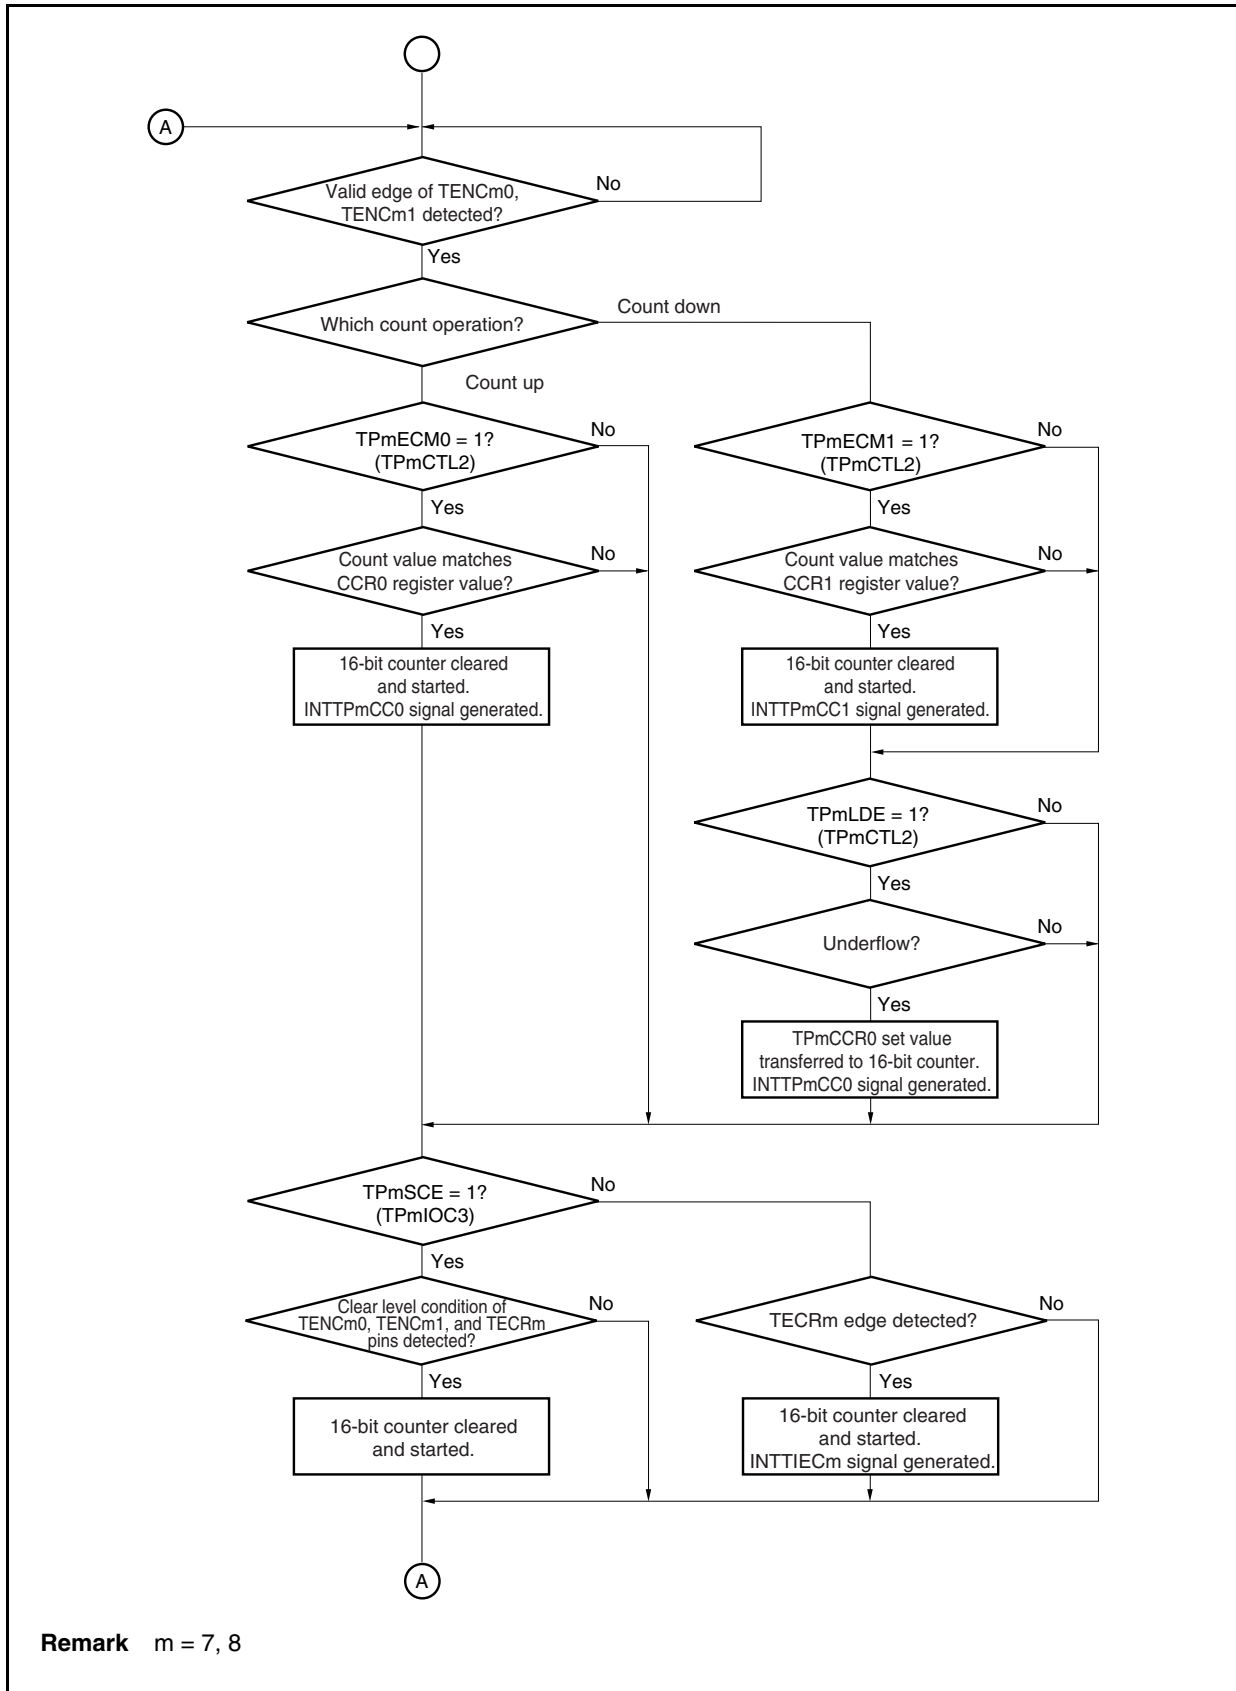 A
Valid edge of TENCm0,
TENCm1 detected?
No
Yes
Which count operation?
Count down
Count up
TPmECM0 = 1?
(TPmCTL2)
No
Yes
Count value matches
CCR0 register value?
No
Yes
16-bit counter cleared
and started.
INTTPmCC0 signal generated.
TPmECM1 = 1?
(TPmCTL2)
No
Yes
Count value matches
CCR1 register value?
No
Yes
16-bit counter cleared
and started.
INTTPmCC1 signal generated.
TPmLDE = 1?
(TPmCTL2)
No
Yes
Underflow?
No
Yes
TPmCCR0 set value
transferred to 16-bit counter.
INTTPmCC0 signal generated.
TPmSCE = 1?
(TPmIOC3)
No
Yes
Clear level condition of
TENCm0, TENCm1, and TECRm
pins detected?
No
Yes
16-bit counter cleared
and started.
TECRm edge detected?
No
Yes
16-bit counter cleared
and started.
INTTIECm signal generated.
A
Remark m = 7, 8